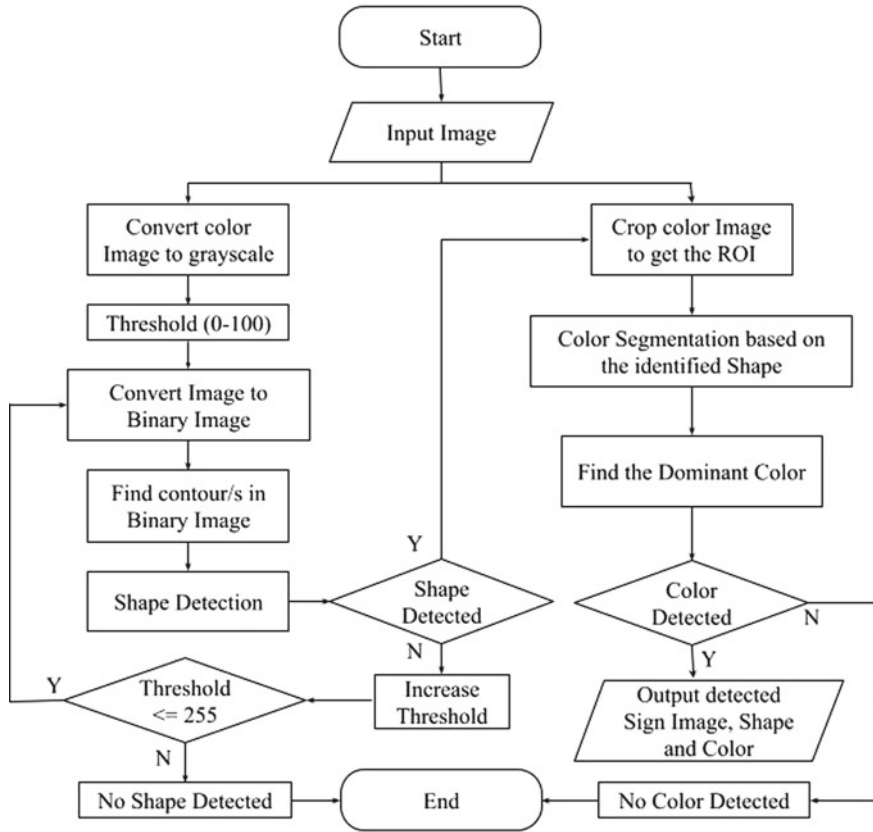 Start
Input Image
Convert color
Image to grayscale
Threshold (0-100)
Convert Image to
Binary Image
Find contour/s in
Binary Image
Shape Detection
Shape
Detected
Y
N
Increase
Threshold
Threshold
<= 255
Y
N
No Shape Detected
Crop color Image
to get the ROI
Color Segmentation based on
the identified Shape
Find the Dominant Color
Color
Detected
N
Y
Output detected
Sign Image, Shape
and Color
No Color Detected
End